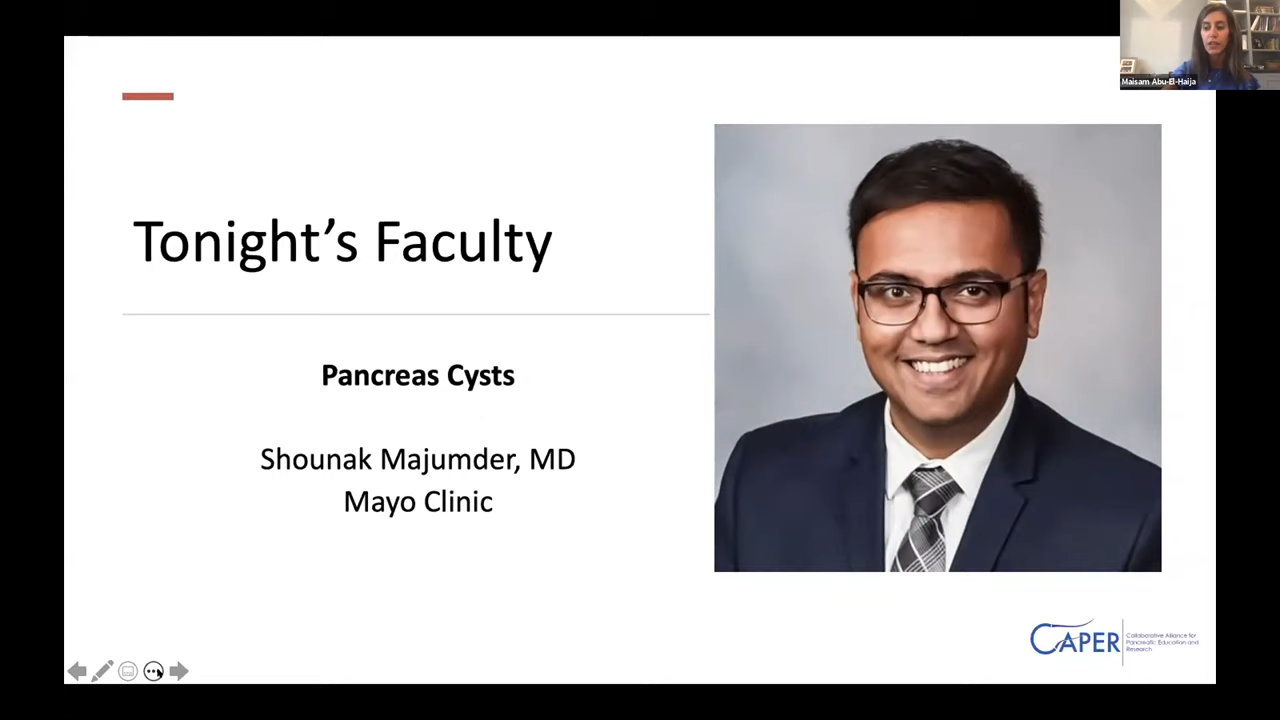 Maisam Abu-El-Haija
Tonight’s Faculty
Pancreas Cysts
Shounak Majumder, MD
Mayo Clinic
CAPER
Collaborative Alliance for
Pancreatic Education and
Research